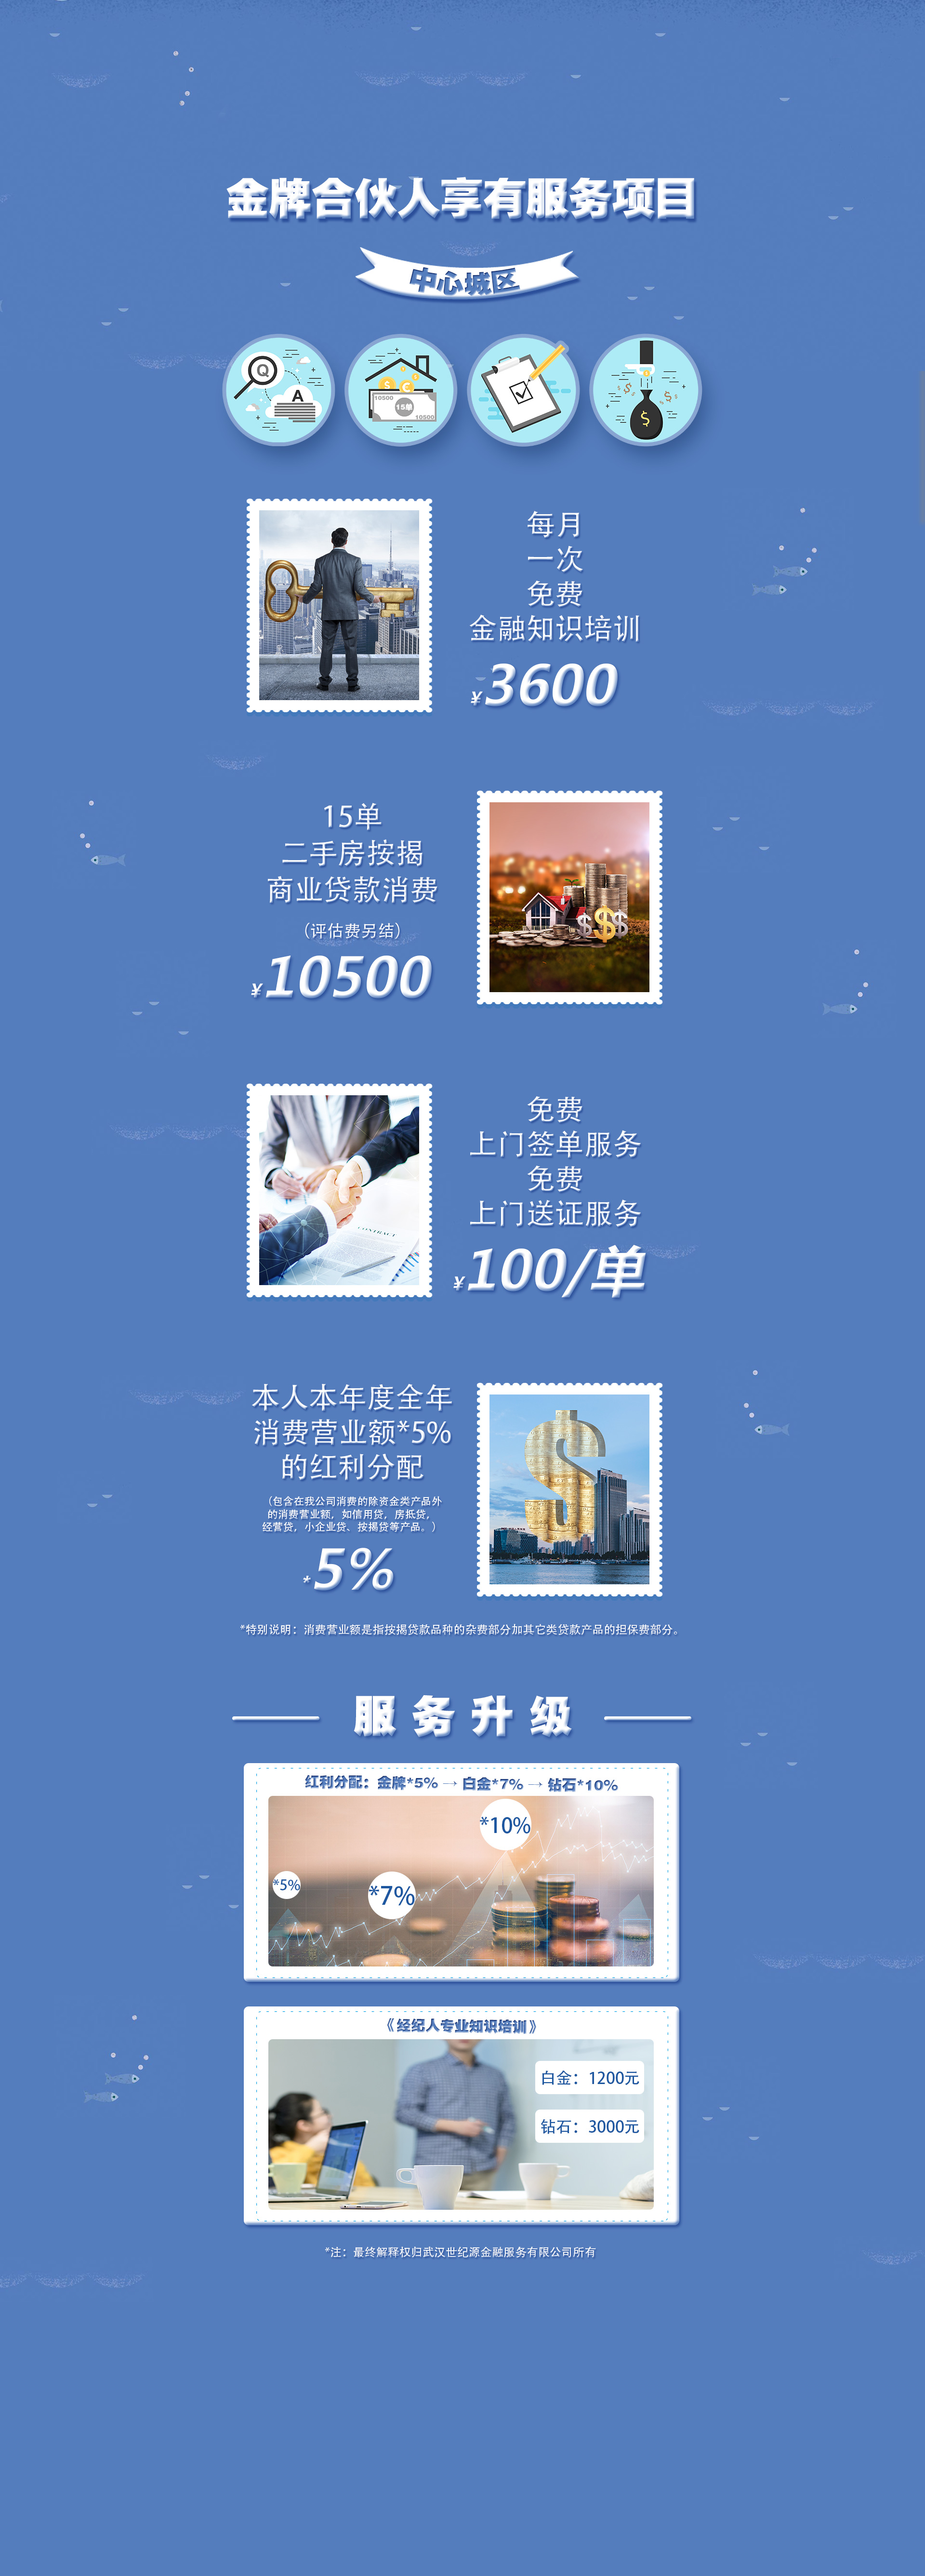 金牌合伙人享有服务项目
中心城区
Q
A
10500
15单
10500
每月
一次
免费
金融知识培训
¥3600
15单
二手房按揭
商业贷款消费
（评估费另结）
¥10500
CONTRACT
免费
上门签单服务
免费
上门送证服务
¥100/单
本人本年度全年
消费营业额*5%
的红利分配
（包含在我公司消费的除资金类产品外
的消费营业额，如信用贷，房抵贷，
经营贷，小企业贷、按揭贷等产品。）
*5%
*特别说明：消费营业额是指按揭贷款品种的杂费部分加其它类贷款产品的担保费部分。
服务升级
红利分配：金牌*5% → 白金*7% → 钻石*10%
*10%
*5%
*7%
《经纪人专业知识培训》
白金：1200元
钻石：3000元
*注：最终解释权归武汉世纪源金融服务有限公司所有